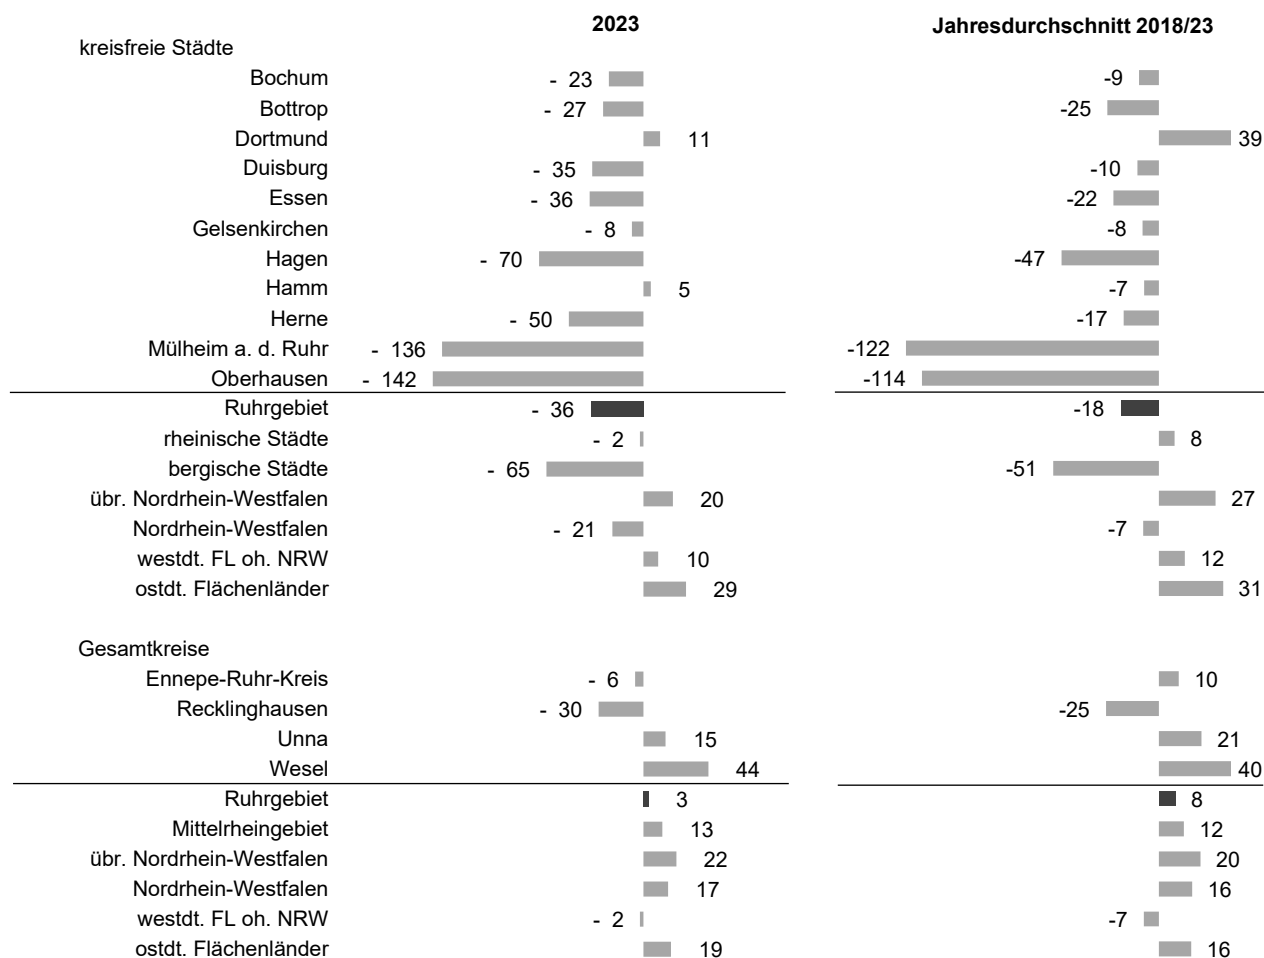 2023 Jahresdurchschnitt 2018/23
kreisfreie Städte
Bochum - 23 -9
Bottrop - 27 -25
Dortmund 11 39
Duisburg - 35 -10
Essen - 36 -22
Gelsenkirchen - 8 -8
Hagen - 70 -47
Hamm 5 -7
Herne - 50 -17
Mülheim a. d. Ruhr - 136 -122
Oberhausen - 142 -114
Ruhrgebiet - 36 -18
rheinische Städte - 2 8
bergische Städte - 65 -51
übr. Nordrhein-Westfalen 20 27
Nordrhein-Westfalen - 21 -7
westdt. FL oh. NRW 10 12
ostdt. Flächenländer 29 31
Gesamtkreise
Ennepe-Ruhr-Kreis - 6 10
Recklinghausen - 30 -25
Unna 15 21
Wesel 44 40
Ruhrgebiet 3 8
Mittelrheingebiet 13 12
übr. Nordrhein-Westfalen 22 20
Nordrhein-Westfalen 17 16
westdt. FL oh. NRW - 2 -7
ostdt. Flächenländer 19 16